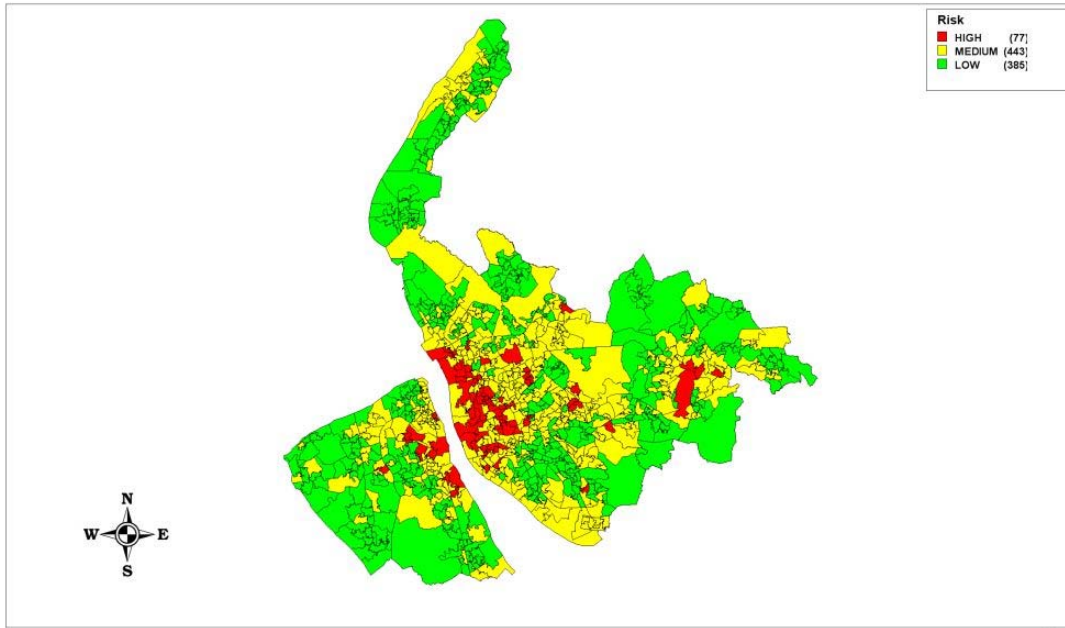 Risk
HIGH (77)
MEDIUM (443)
LOW (385)
N
W E
S